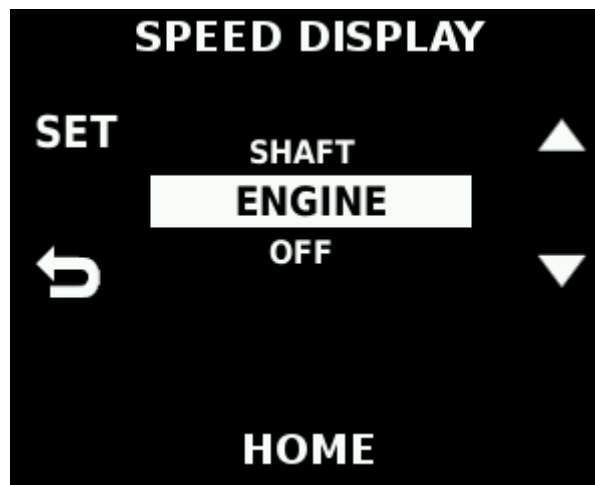 SPEED DISPLAY
SET
SHAFT
ENGINE
OFF
HOME